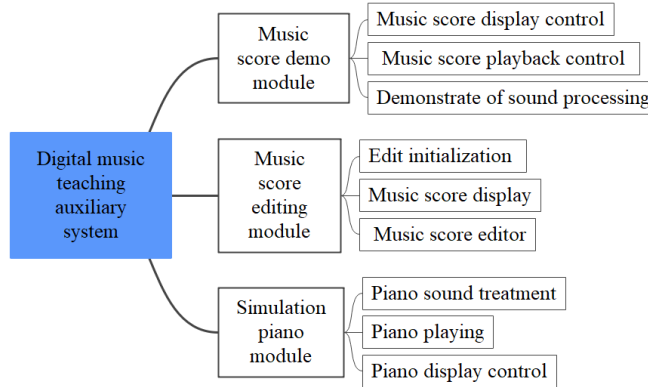 Digital music
teaching
auxiliary
system
Music
score demo
module
Music score display control
Music score playback control
Demonstrate of sound processing
Music
score
editing
module
Edit initialization
Music score display
Music score editor
Simulation
piano
module
Piano sound treatment
Piano playing
Piano display control